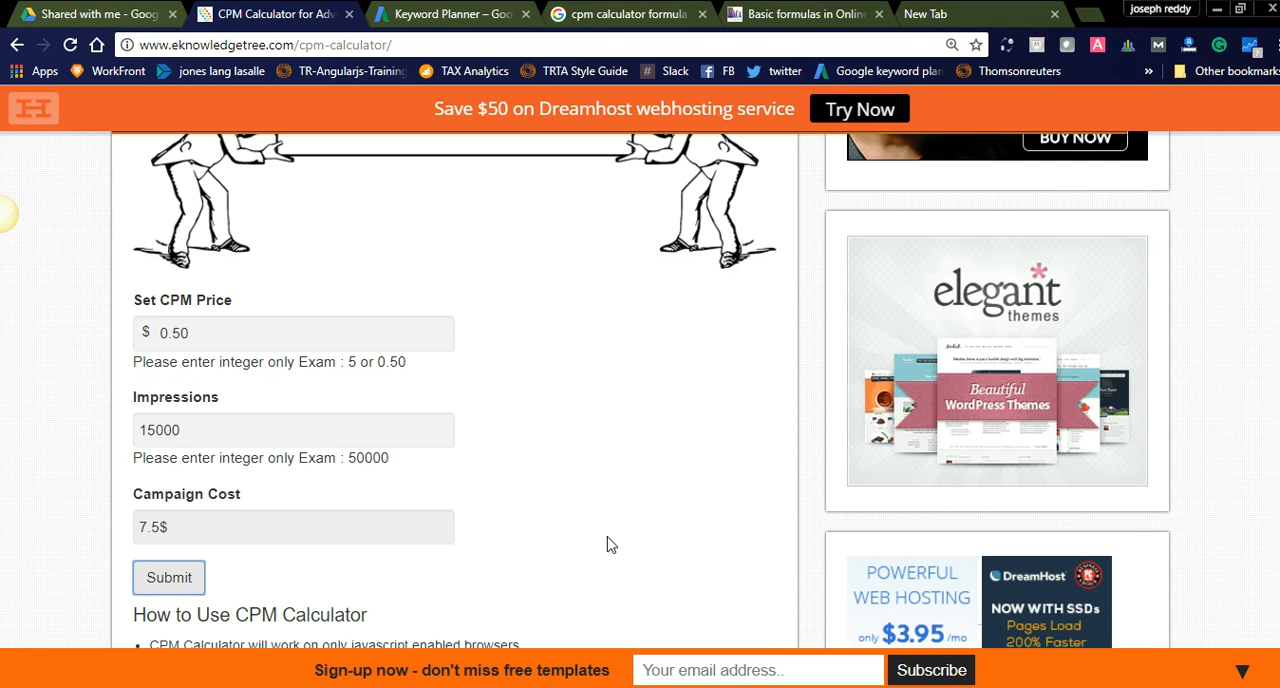 Shared with me - Goog
CPM Calculator for Adv
Keyword Planner – Goo
cpm calculator formula
Basic formulas in Onlin
New Tab
joseph reddy
www.eknowledgetree.com/cpm-calculator/
Apps
WorkFront
jones lang lasalle
TR-Angularjs-Training
TAX Analytics
TRTA Style Guide
Slack
FB
twitter
Google keyword plan
Thomsonreuters
»
Other bookmarks
Save $50 on Dreamhost webhosting service
Try Now
BUY NOW
elegant
themes
Beautiful
WordPress Themes
Set CPM Price
$ 0.50
Please enter integer only Exam : 5 or 0.50
Impressions
15000
Please enter integer only Exam : 50000
Campaign Cost
7.5$
Submit
How to Use CPM Calculator
• CPM Calculator will work on only javascript enabled browsers
POWERFUL
WEB HOSTING
only $3.95/mo
DreamHost
NOW WITH SSDs
Pages Load
200% Faster
Sign-up now - don't miss free templates
Your email address..
Subscribe